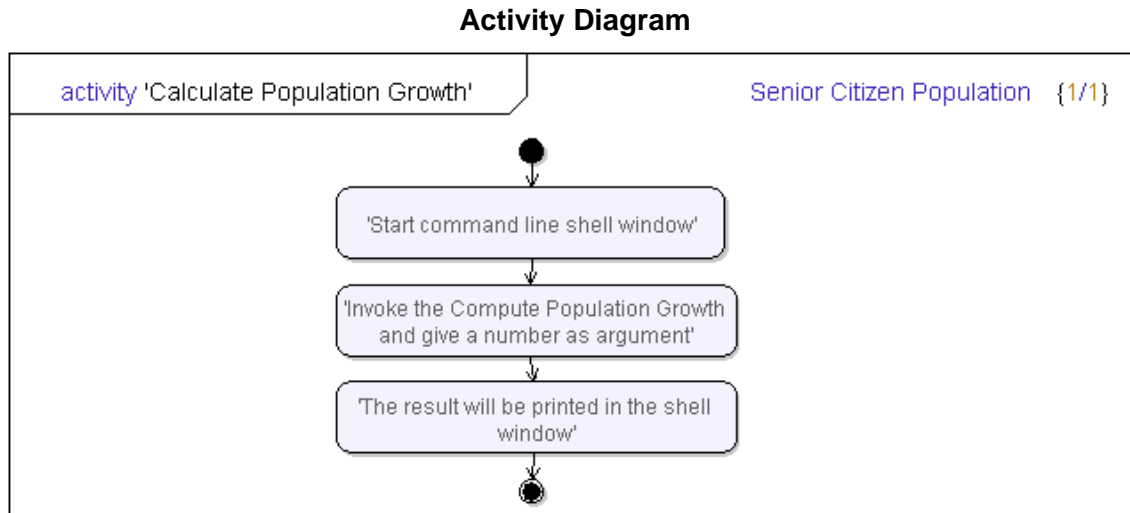 Activity Diagram
activity 'Calculate Population Growth'
Senior Citizen Population {1/1}
'Start command line shell window'
'Invoke the Compute Population Growth
and give a number as argument'
'The result will be printed in the shell
window'